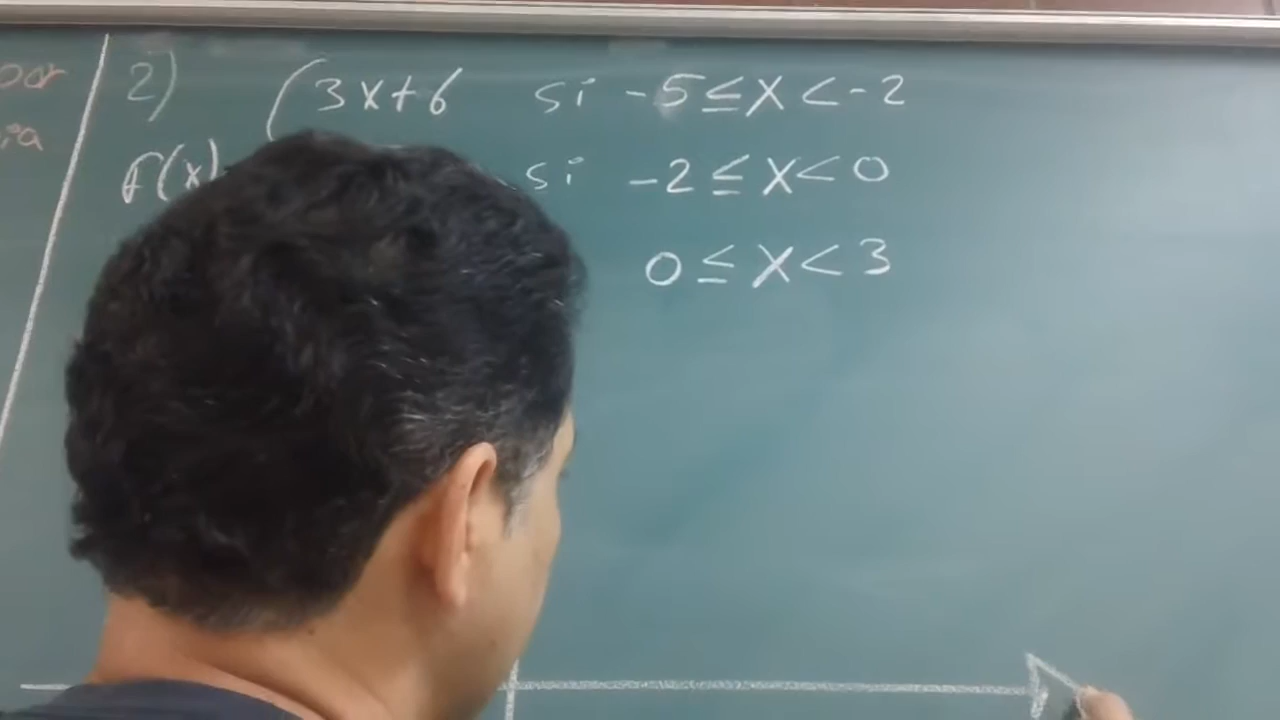 2) 3x+6 si -5≤x<-2
f(x) si -2≤x<0
0≤x<3